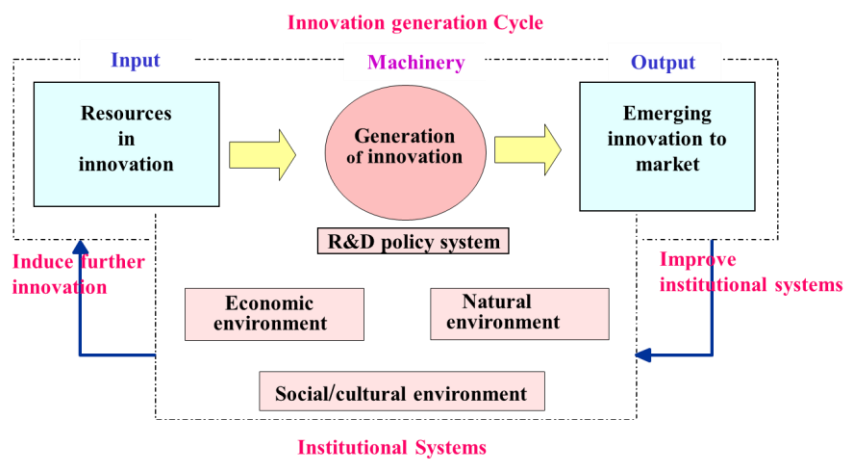 Innovation generation Cycle
Input
Machinery
Output
Resources
in
innovation
Generation
of innovation
Emerging
innovation to
market
R&D policy system
Induce further
innovation
Improve
institutional systems
Economic
environment
Natural
environment
Social/cultural environment
Institutional Systems